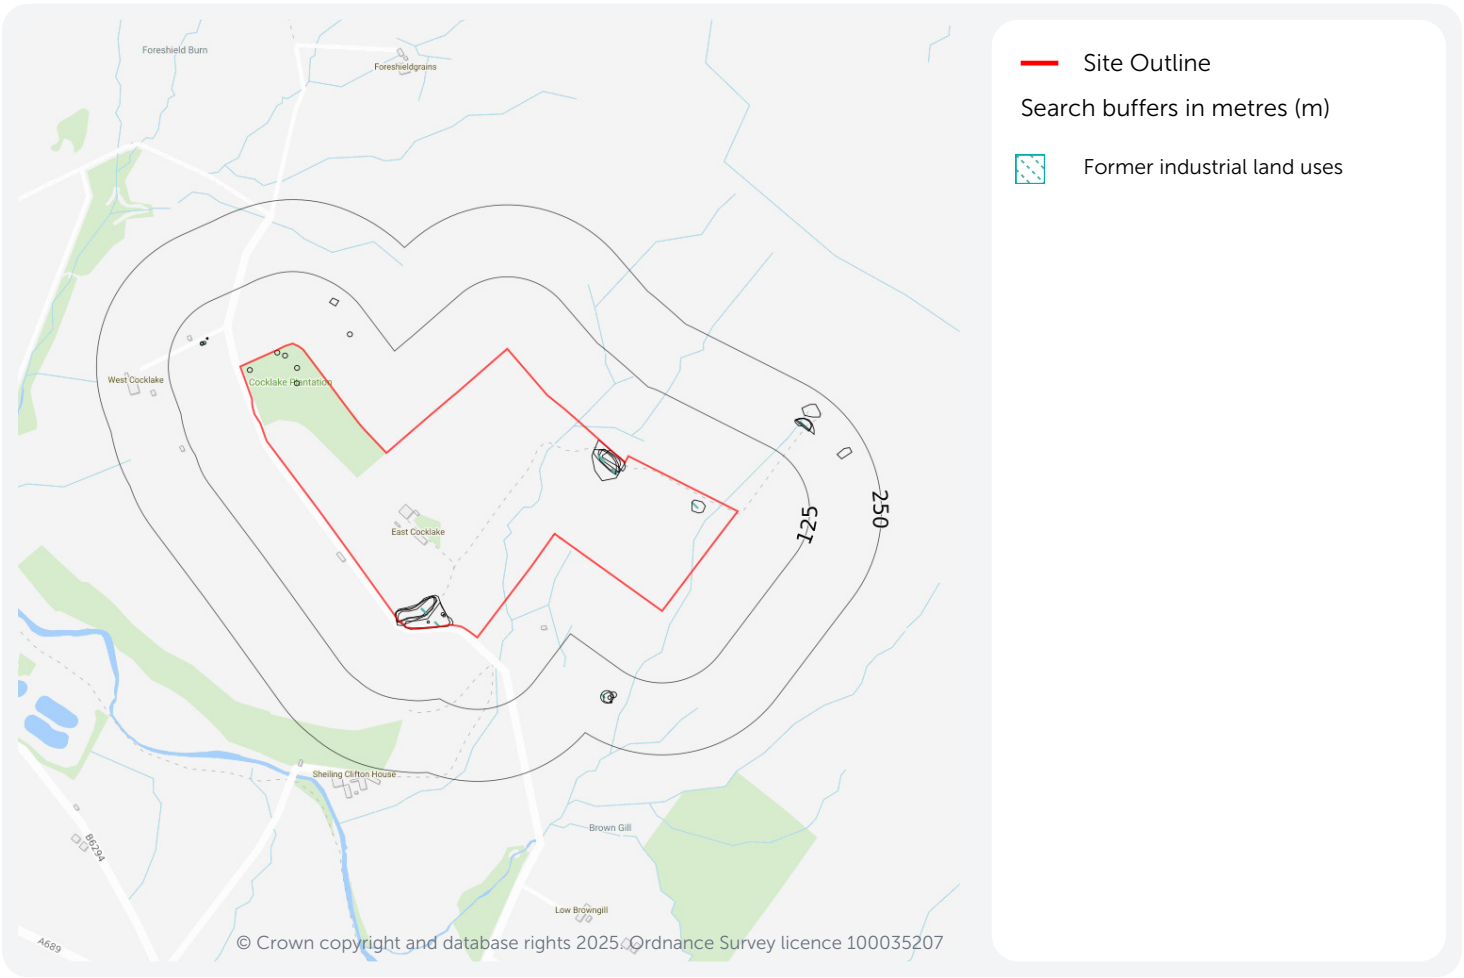 Foreshield Burn
Foreshieldgrains
West Cocklake
Cocklake Plantation
East Cocklake
125
250
Sheiling Clifton House
B6294
Brown Gill
Low Browngill
A689
© Crown copyright and database rights 2025. Ordnance Survey licence 100035207
Site Outline
Search buffers in metres (m)
Former industrial land uses